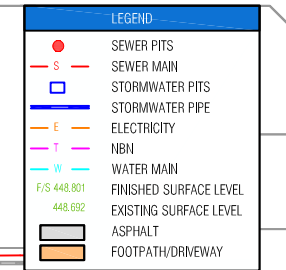 LEGEND
SEWER PITS
S SEWER MAIN
STORMWATER PITS
STORMWATER PIPE
E ELECTRICITY
T NBN
W WATER MAIN
F/S 448.801 FINISHED SURFACE LEVEL
448.692 EXISTING SURFACE LEVEL
ASPHALT
FOOTPATH/DRIVEWAY